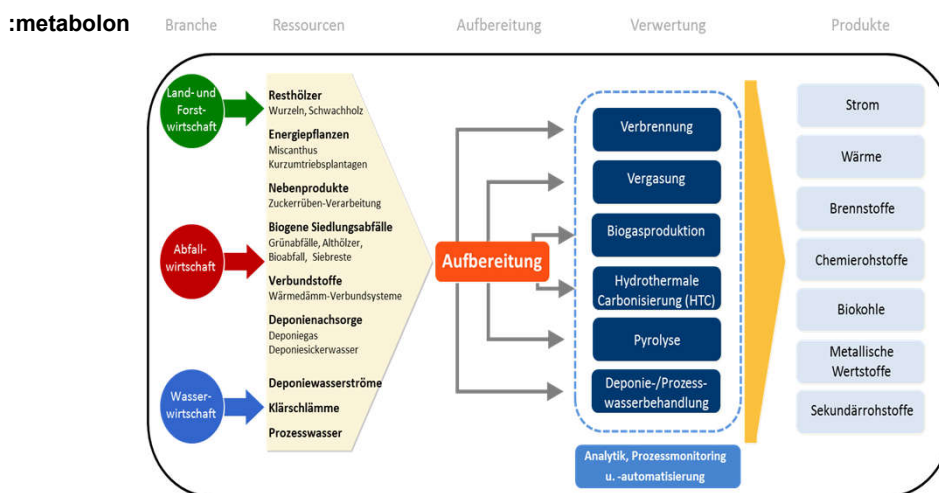 :metabolon
Branche
Ressourcen
Aufbereitung
Verwertung
Produkte
Land- und
Forst-
wirtschaft
Abfall-
wirtschaft
Wasser-
wirtschaft
Resthölzer
Wurzeln, Schwachholz
Energiepflanzen
Miscanthus
Kurzumtriebsplantagen
Nebenprodukte
Zuckerrüben-Verarbeitung
Biogene Siedlungsabfälle
Grünabfälle, Althölzer,
Bioabfall, Siebreste
Verbundstoffe
Wärmedämm-Verbundsysteme
Deponienachsorge
Deponiegas
Deponiesickerwasser
Deponiewasserströme
Klärschlämme
Prozesswasser
Aufbereitung
Verbrennung
Vergasung
Biogasproduktion
Hydrothermale
Carbonisierung (HTC)
Pyrolyse
Deponie-/Prozess-
wasserbehandlung
Analytik, Prozessmonitoring
u. -automatisierung
Strom
Wärme
Brennstoffe
Chemierohstoffe
Biokohle
Metallische
Wertstoffe
Sekundärrohstoffe